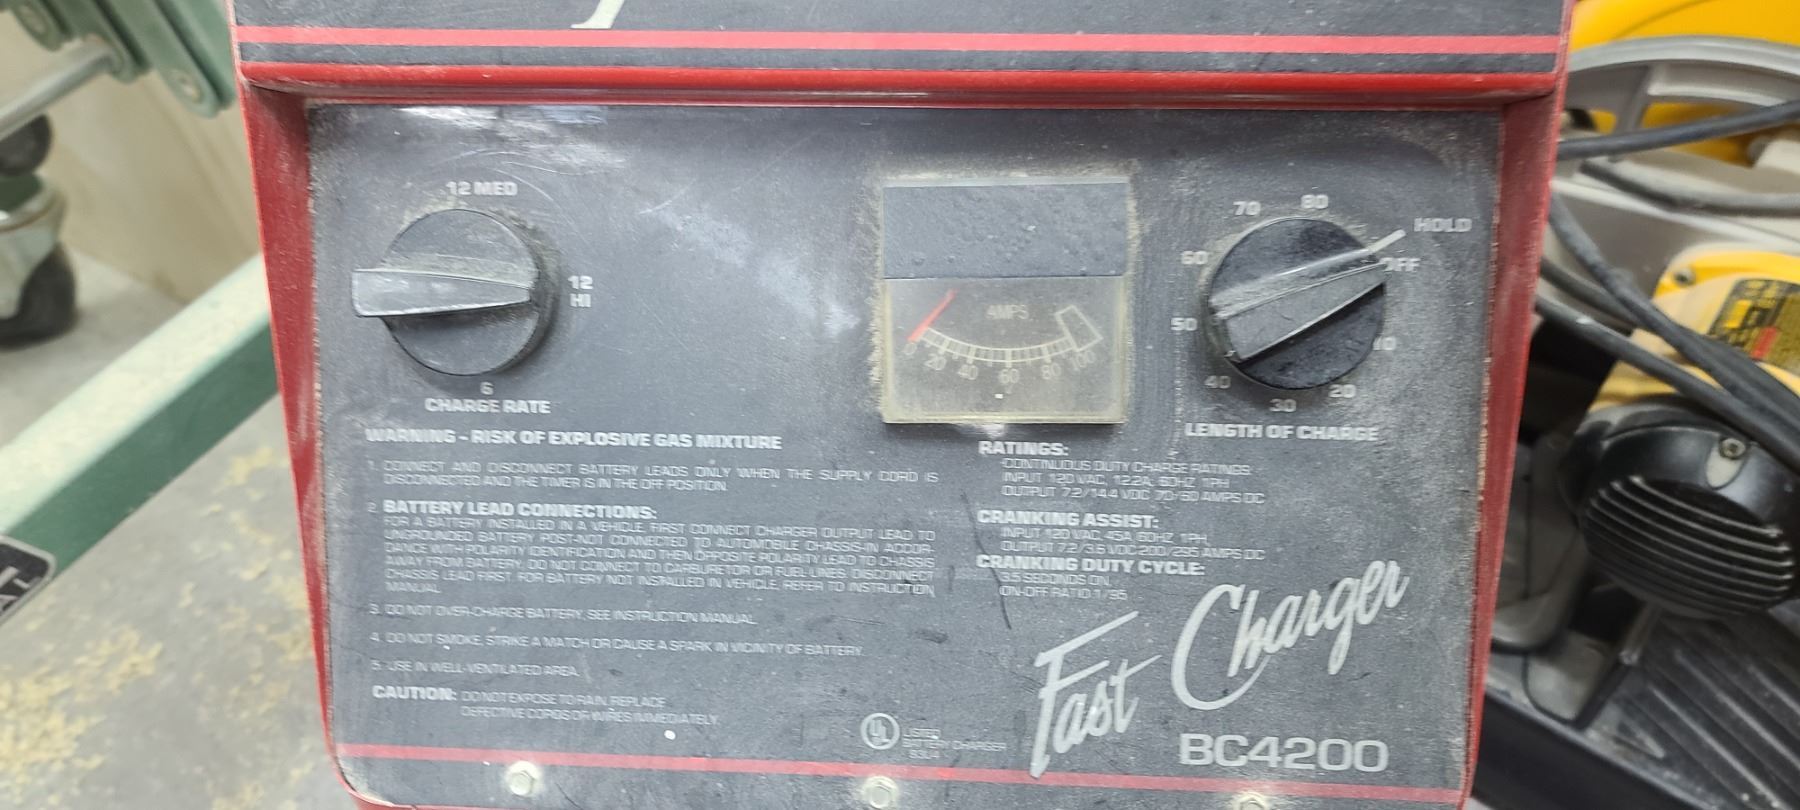 12 MED
12
HI
6
CHARGE RATE
AMPS
0 20 40 60 80 100
80
HOLD
70
OFF
60
50
10
40
20
30
LENGTH OF CHARGE
WARNING - RISK OF EXPLOSIVE GAS MIXTURE
1. CONNECT AND DISCONNECT BATTERY LEADS ONLY WHEN THE SUPPLY CORD IS
DISCONNECTED AND THE TIMER IS IN THE OFF POSITION.
2. BATTERY LEAD CONNECTIONS:
FOR A BATTERY INSTALLED IN A VEHICLE, FIRST CONNECT CHARGER OUTPUT LEAD TO
UNGROUNDED BATTERY POST-NOT CONNECTED TO AUTOMOBILE CHASSIS-IN ACCOR-
DANCE WITH POLARITY IDENTIFICATION AND THEN OPPOSITE POLARITY LEAD TO CHASSIS
AWAY FROM BATTERY, DO NOT CONNECT TO CARBURETOR OR FUEL LINES. DISCONNECT
CHASSIS LEAD FIRST. FOR BATTERY NOT INSTALLED IN VEHICLE, REFER TO INSTRUCTION
MANUAL.
3. DO NOT OVER-CHARGE BATTERY, SEE INSTRUCTION MANUAL.
4. DO NOT SMOKE, STRIKE A MATCH OR CAUSE A SPARK IN VICINITY OF BATTERY.
5. USE IN WELL-VENTILATED AREA.
CAUTION: DO NOT EXPOSE TO RAIN. REPLACE
DEFECTIVE CORDS OR WIRES IMMEDIATELY.
RATINGS:
CONTINUOUS DUTY CHARGE RATINGS
INPUT 120 VAC, 12.2A, 60HZ 1PH
OUTPUT 7.2/14.4 VDC 70/60 AMPS DC
CRANKING ASSIST:
INPUT 120 VAC, 45A 60HZ 1PH,
OUTPUT 7.2/3.6 VDC 200/295 AMPS DC
CRANKING DUTY CYCLE:
3.5 SECONDS ON,
ON-OFF RATIO 1/95
UL
LISTED
BATTERY CHARGER
Fast Charger
BC4200